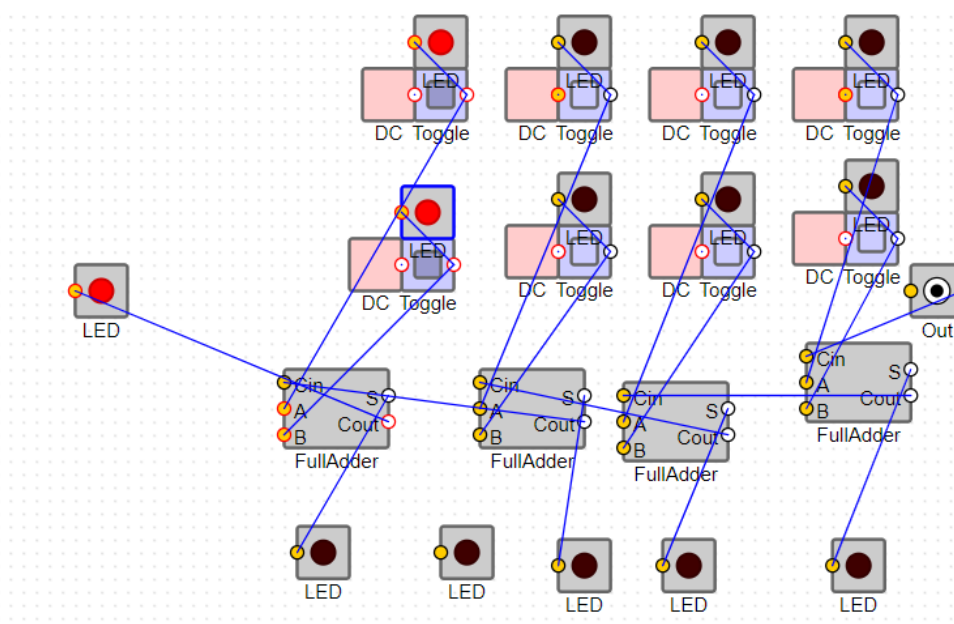 LED LED LED LED
DC Toggle DC Toggle DC Toggle DC Toggle
LED LED LED LED
DC Toggle DC Toggle DC Toggle DC Toggle
LED
Out
Cin
A
B
S
Cout
FullAdder
Cin
A
B
S
Cout
FullAdder
Cin
A
B
S
Cout
FullAdder
Cin
A
B
S
Cout
FullAdder
LED LED LED LED LED